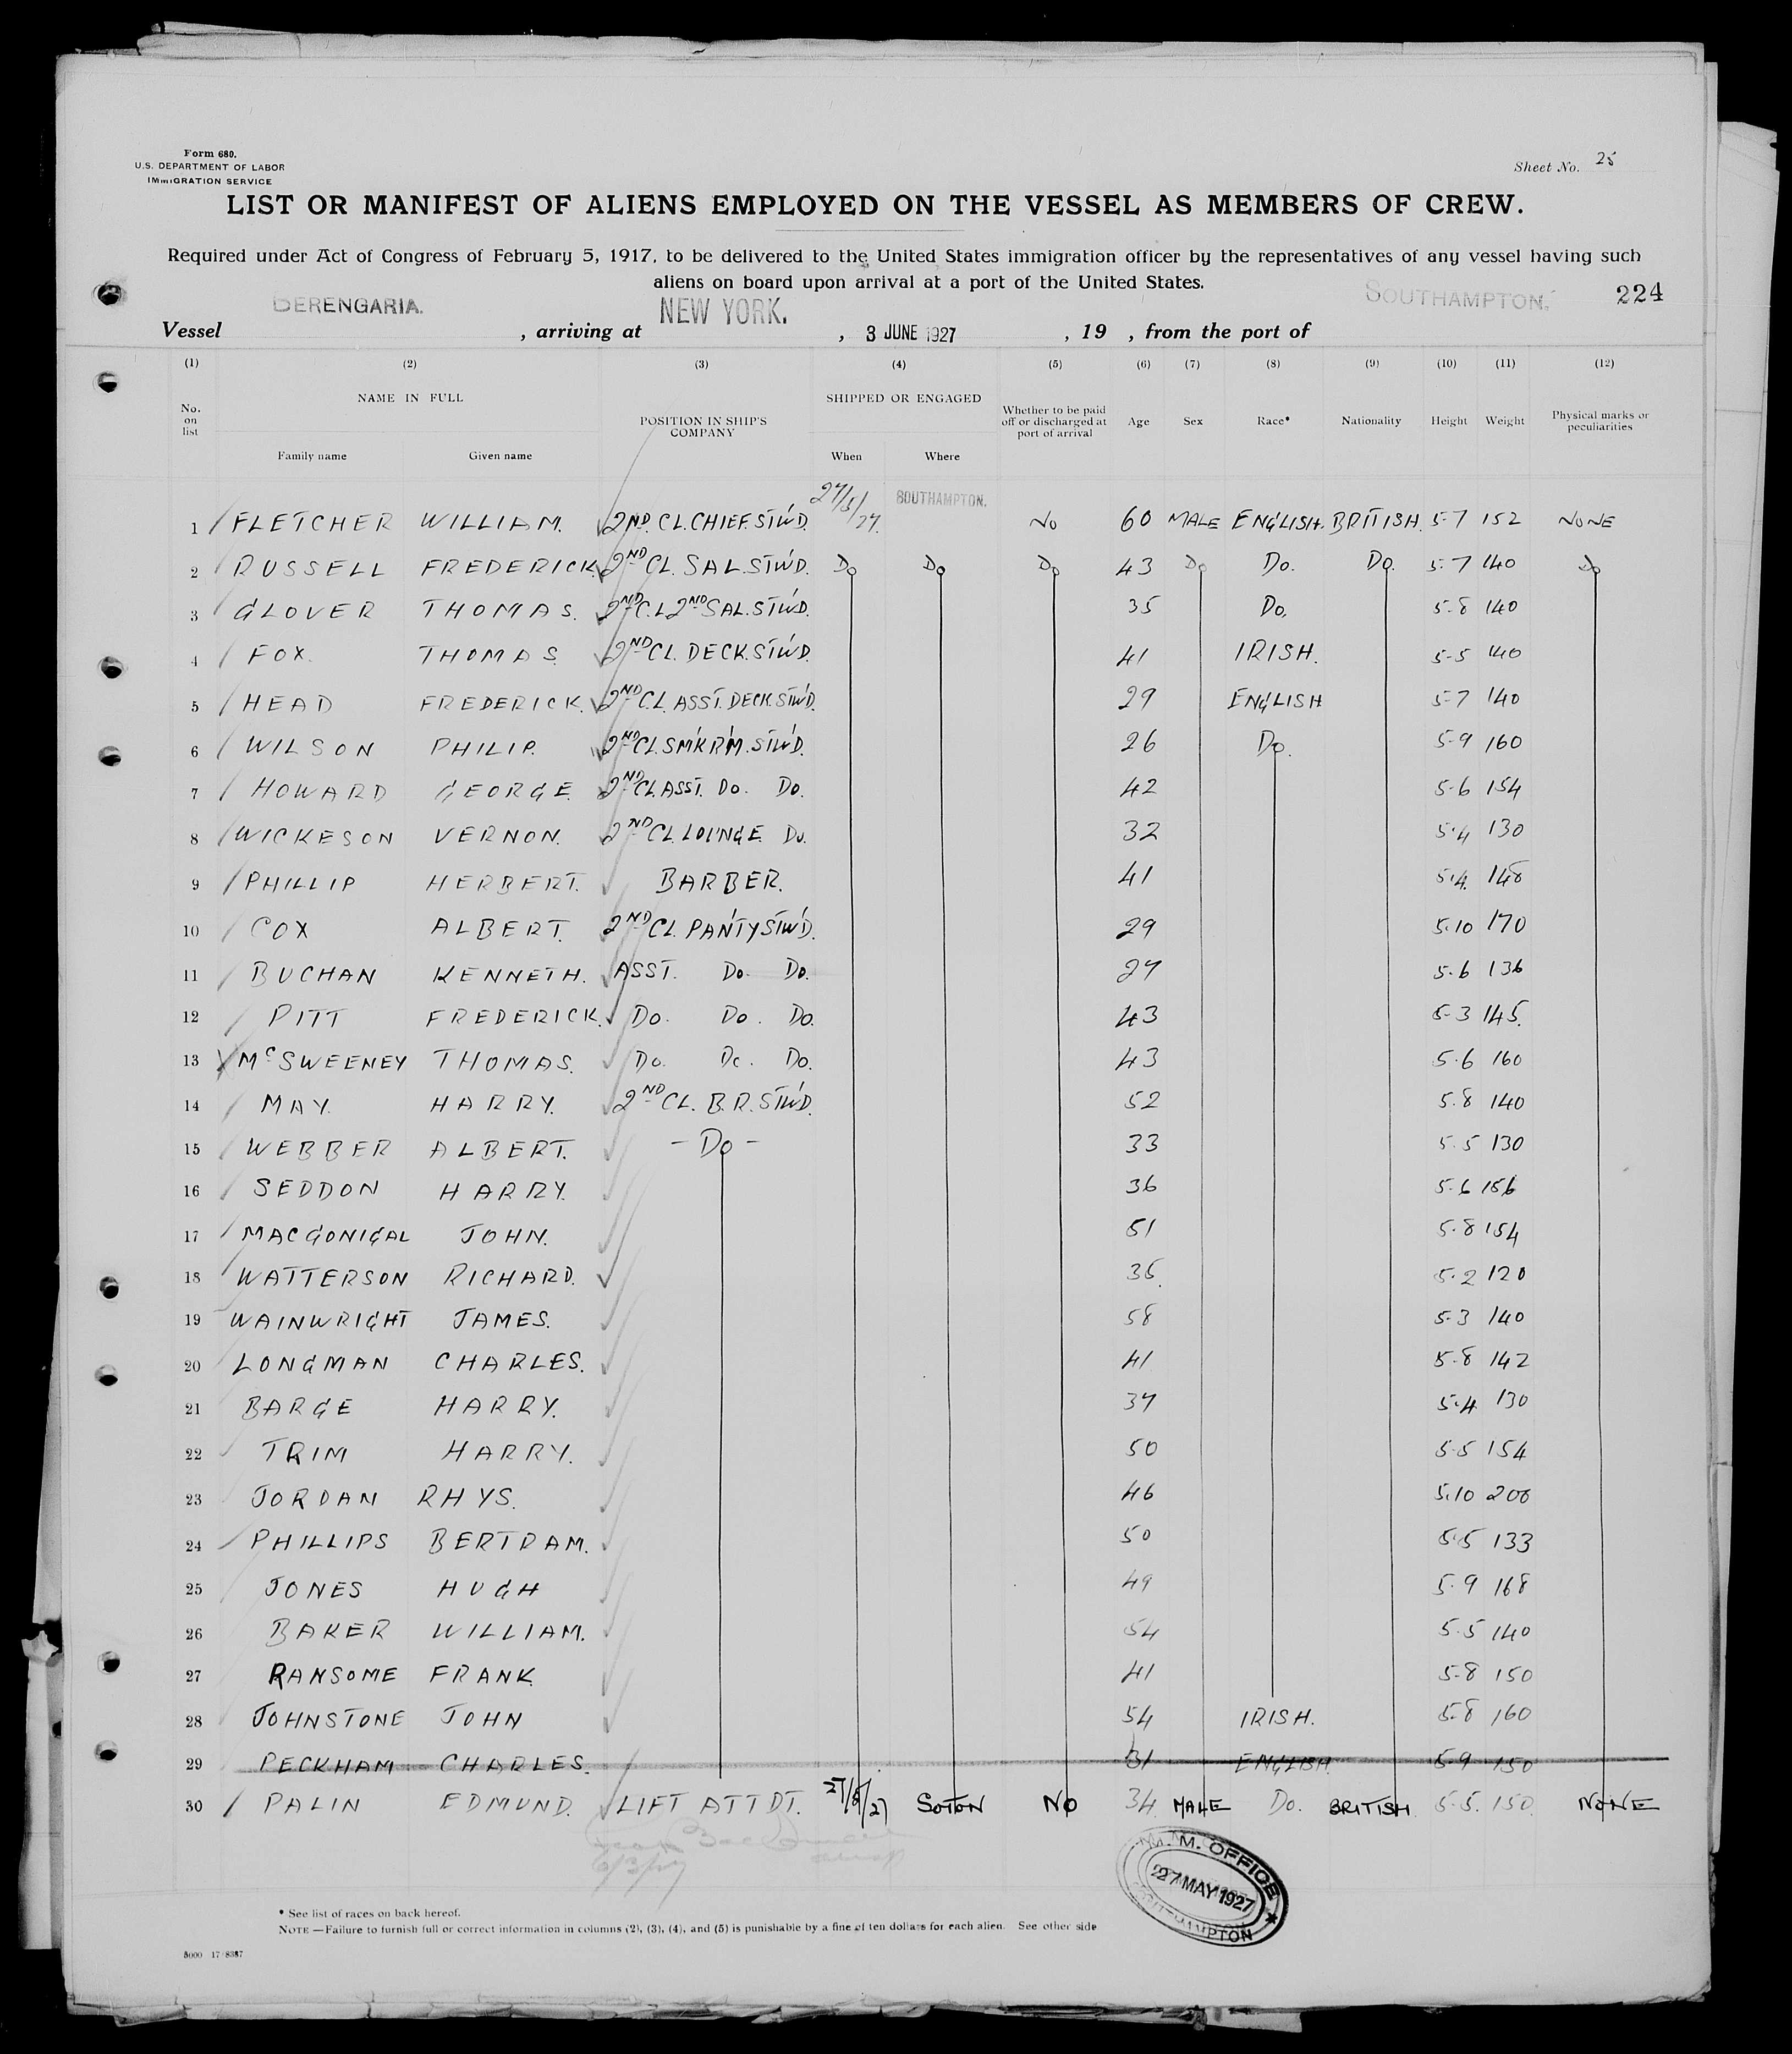 Form 680.
U.S. DEPARTMENT OF LABOR
IMMIGRATION SERVICE
Sheet No. 25
LIST OR MANIFEST OF ALIENS EMPLOYED ON THE VESSEL AS MEMBERS OF CREW.
Required under Act of Congress of February 5, 1917, to be delivered to the United States immigration officer by the representatives of any vessel having such
aliens on board upon arrival at a port of the United States.
224
Vessel BERENGARIA. , arriving at NEW YORK. , 3 JUNE 1927 , 19 , from the port of SOUTHAMPTON.
(1) (2) (3) (4) (5) (6) (7) (8) (9) (10) (11) (12)
No. on list NAME IN FULL Family name Given name POSITION IN SHIP'S COMPANY SHIPPED OR ENGAGED When Where Whether to be paid off or discharged at port of arrival Age Sex Race* Nationality Height Weight Physical marks or peculiarities
1 FLETCHER WILLIAM. 2ND. CL. CHIEF. STW'D. 27/5/27. SOUTHAMPTON. NO 60 MALE ENGLISH. BRITISH. 5-7 152 NONE
2 RUSSELL FREDERICK 2ND CL. SAL. STW'D. Do Do Do 43 Do Do. Do. 5-7 140 Do
3 GLOVER THOMAS. 2ND C.L 2ND SAL. STW'D. 35 Do. 5-8 140
4 FOX. THOMAS 2ND CL. DECK. STW'D. 41 IRISH. 5-5 140
5 HEAD FREDERICK. 2ND C.L. ASST. DECK. STW'D. 29 ENGLISH 5-7 140
6 WILSON PHILIP. 2ND CL. SM'K R'M. STW'D. 26 Do. 5-9 160
7 HOWARD GEORGE. 2ND CL. ASST. Do. Do. 42 5-6 154
8 WICKESON VERNON. 2ND CL. LOUNGE. Do. 32 5.4 130
9 PHILLIP HERBERT. BARBER. 41 5.4. 148
10 COX ALBERT. 2ND CL. PAN'TY STW'D. 29 5.10 170
11 BUCHAN KENNETH. ASST. Do. Do. 27 5.6 136
12 PITT FREDERICK. Do. Do. Do. 43 5-3 145.
13 McSWEENEY THOMAS. Do. Do. Do. 43 5.6 160
14 MAY. HARRY. 2ND CL. B.R. STW'D. 52 5.8 140
15 WEBBER ALBERT. - Do - 33 5.5 130
16 SEDDON HARRY. 36 5.6 156
17 MACGONIGAL JOHN. 51 5.8 154
18 WATTERSON RICHARD. 35. 5.2 120
19 WAINWRIGHT JAMES. 58 5-3 140
20 LONGMAN CHARLES. 41 5.8 142
21 BARGE HARRY. 37 5.4 130
22 TRIM HARRY. 50 5.5 154
23 JORDAN RHYS. 46 5.10 200
24 PHILLIPS BERTRAM. 50 5.5 133
25 JONES HUGH 49 5.9 168
26 BAKER WILLIAM. 54 5.5 140
27 RANSOME FRANK 41 5-8 150
28 JOHNSTONE JOHN 54 IRISH. 5-8 160
29 PECKHAM CHARLES. 31 ENGLISH. 5-9 150
30 PALIN EDMUND. LIFT ATTDT. 27/5/27 SOTON NO 34. MALE Do. BRITISH 5-5. 150. NONE
M.M. OFFICE
27 MAY 1927
SOUTHAMPTON
* See list of races on back hereof.
NOTE.—Failure to furnish full or correct information in columns (2), (3), (4), and (5) is punishable by a fine of ten dollars for each alien. See other side